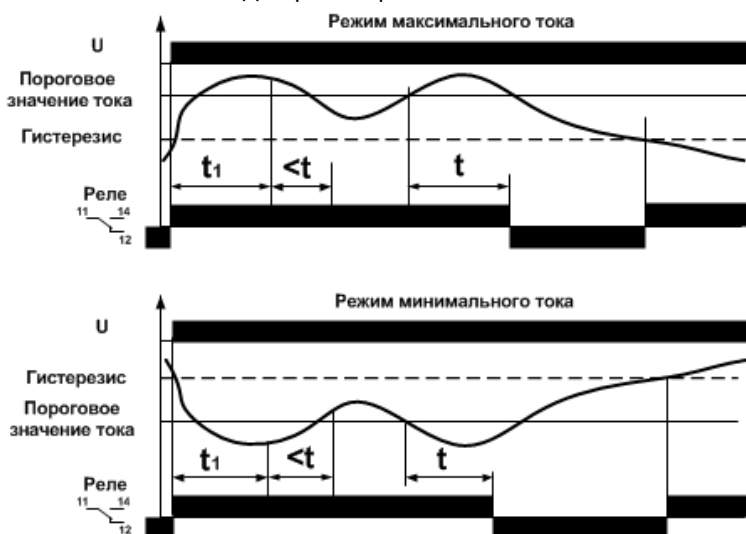 Режим максимального тока
U
Пороговое
значение тока
Гистерезис
t1
<t
t
Реле
11 14
12
Режим минимального тока
U
Гистерезис
Пороговое
значение тока
t1
<t
t
Реле
11 14
12